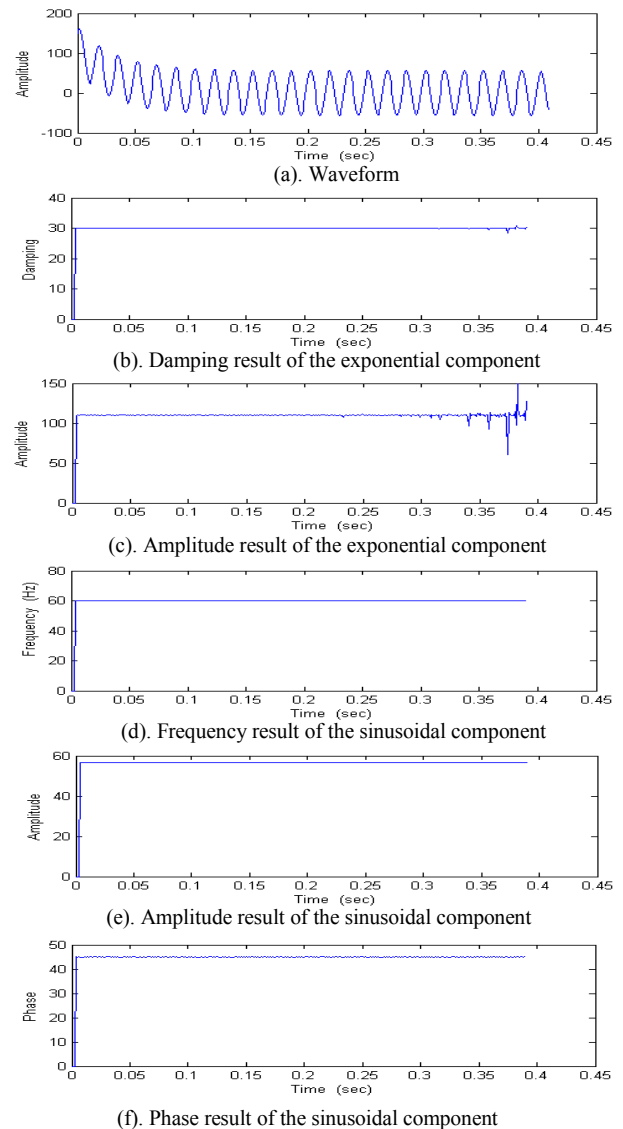 200
100
0
-100
Amplitude
0 0.05 0.1 0.15 0.2 0.25 0.3 0.35 0.4 0.45
Time (sec)
(a). Waveform
40
30
20
10
0
Damping
0 0.05 0.1 0.15 0.2 0.25 0.3 0.35 0.4 0.45
Time (sec)
(b). Damping result of the exponential component
150
100
50
0
Amplitude
0 0.05 0.1 0.15 0.2 0.25 0.3 0.35 0.4 0.45
Time (sec)
(c). Amplitude result of the exponential component
80
60
40
20
0
Frequency (Hz)
0 0.05 0.1 0.15 0.2 0.25 0.3 0.35 0.4 0.45
Time (sec)
(d). Frequency result of the sinusoidal component
60
40
20
0
Amplitude
0 0.05 0.1 0.15 0.2 0.25 0.3 0.35 0.4 0.45
Time (sec)
(e). Amplitude result of the sinusoidal component
50
40
30
20
10
0
Phase
0 0.05 0.1 0.15 0.2 0.25 0.3 0.35 0.4 0.45
Time (sec)
(f). Phase result of the sinusoidal component